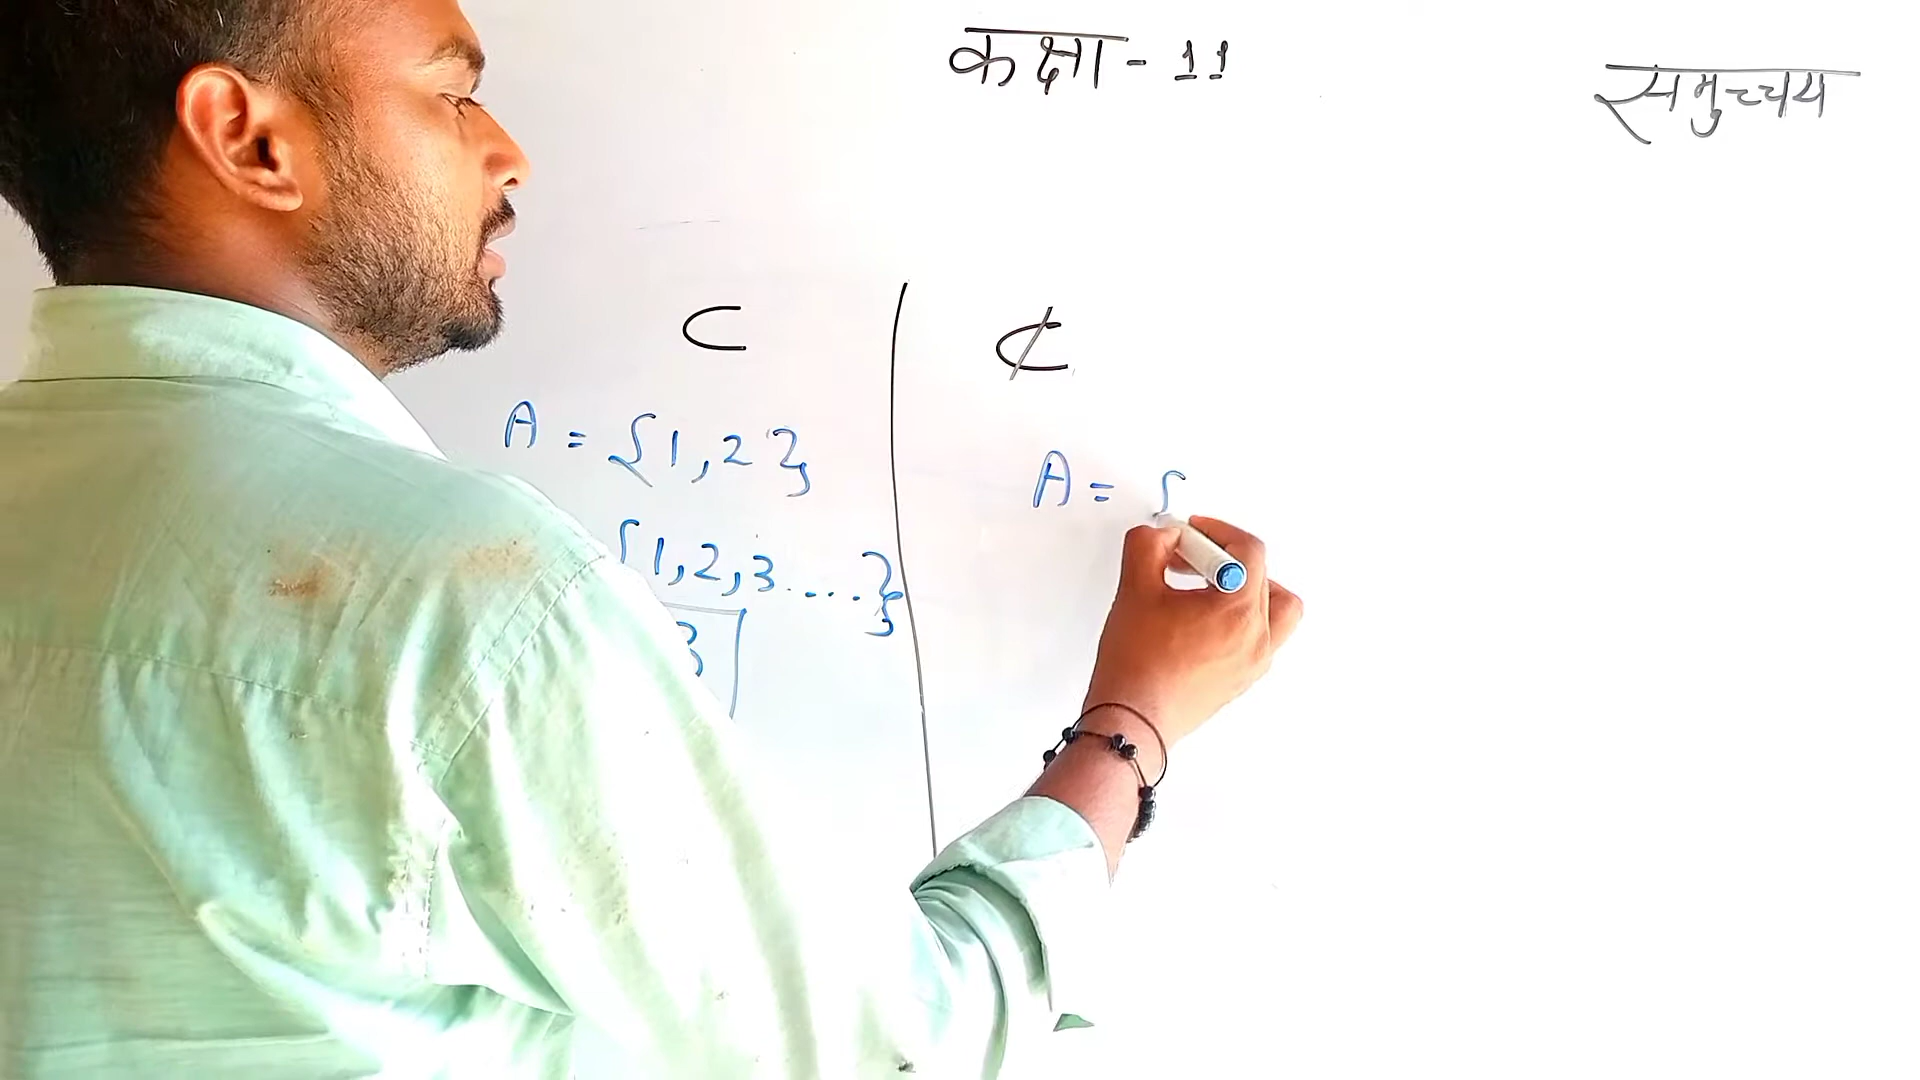 कक्षा - 11
समुच्चय
⊂
⊄
A = {1,2}
A = {
{1,2,3.....}